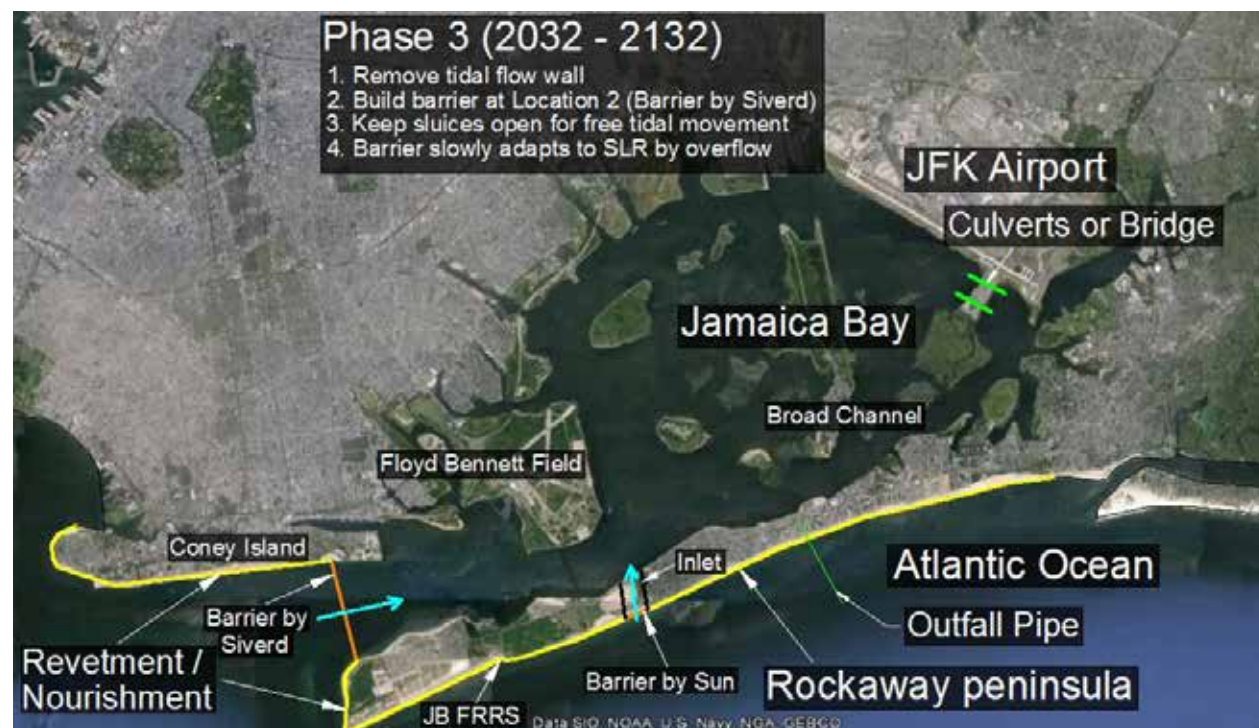 Phase 3 (2032 - 2132)
1. Remove tidal flow wall
2. Build barrier at Location 2 (Barrier by Siverd)
3. Keep sluices open for free tidal movement
4. Barrier slowly adapts to SLR by overflow
JFK Airport
Culverts or Bridge
Jamaica Bay
Broad Channel
Floyd Bennett Field
Coney Island
Inlet
Atlantic Ocean
Barrier by
Siverd
Outfall Pipe
Revetment /
Nourishment
Barrier by Sun
Rockaway peninsula
JB FRRS
Data SIO, NOAA, U.S. Navy, NGA, GEBCO